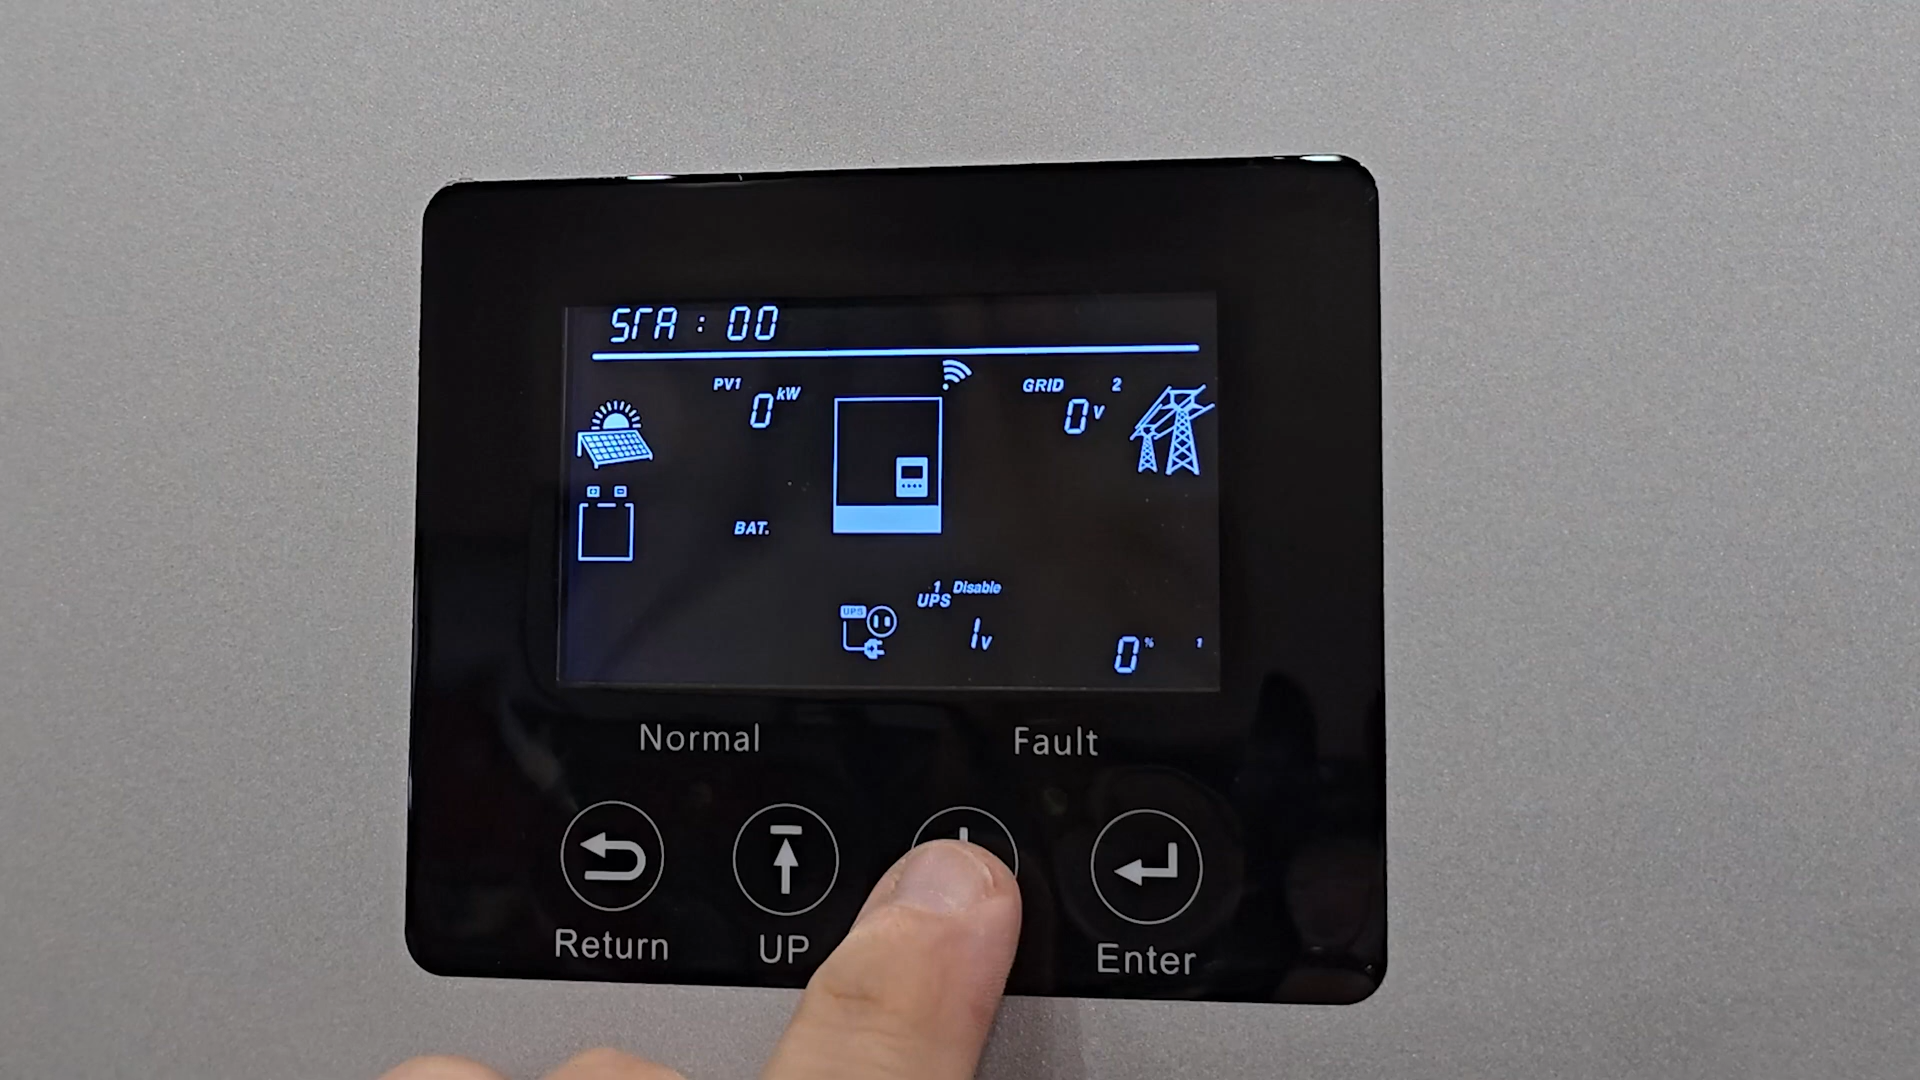 STA : 00
PV1
0 kW
GRID 2
0 V
BAT.
1 Disable
UPS
UPS
1 V
0 % 1
Normal Fault
Return UP Enter